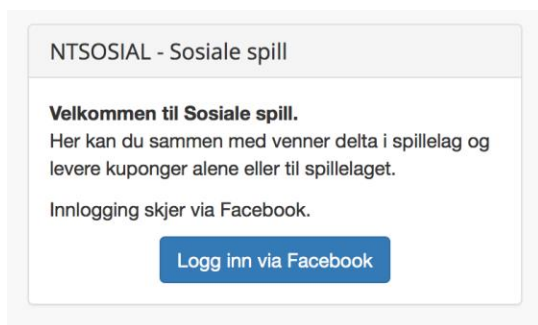 NTSOSIAL - Sosiale spill
Velkommen til Sosiale spill.
Her kan du sammen med venner delta i spillelag og
levere kuponger alene eller til spillelaget.
Innlogging skjer via Facebook.
Logg inn via Facebook